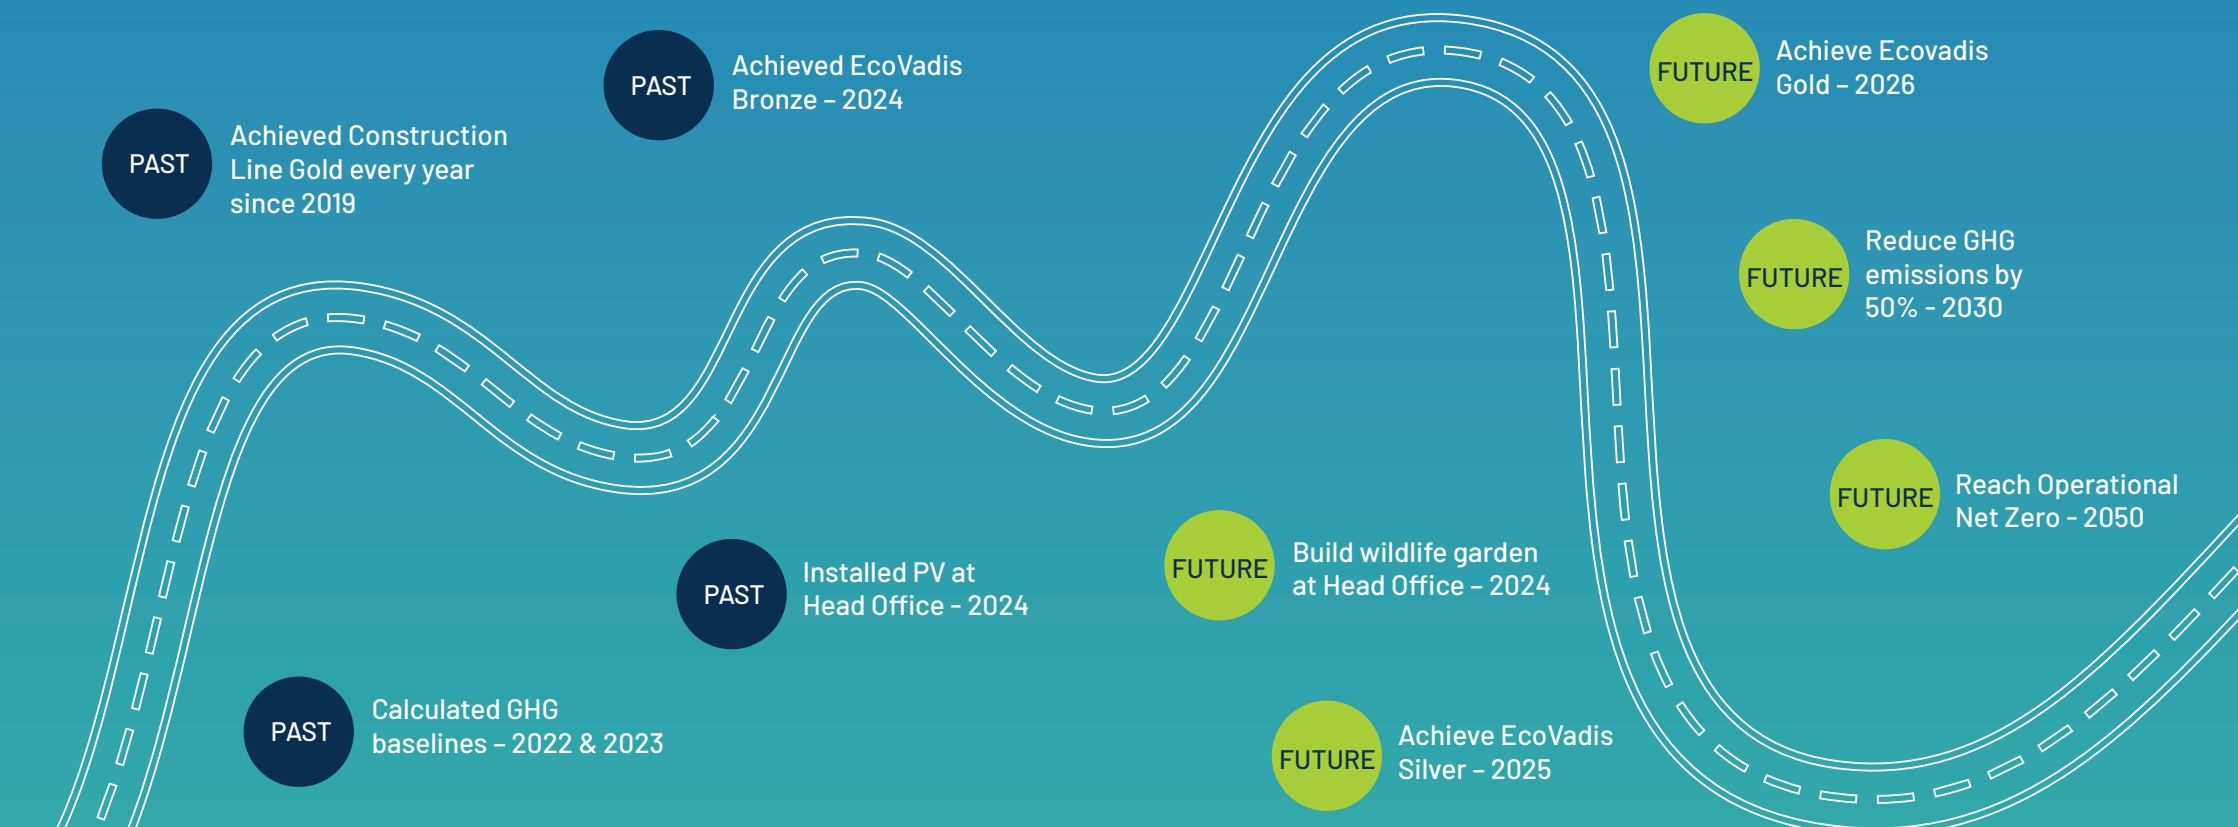 PAST
Achieved Construction
Line Gold every year
since 2019
PAST
Calculated GHG
baselines – 2022 & 2023
PAST
Achieved EcoVadis
Bronze – 2024
PAST
Installed PV at
Head Office - 2024
FUTURE
Build wildlife garden
at Head Office – 2024
FUTURE
Achieve EcoVadis
Silver – 2025
FUTURE
Achieve Ecovadis
Gold – 2026
FUTURE
Reduce GHG
emissions by
50% - 2030
FUTURE
Reach Operational
Net Zero - 2050